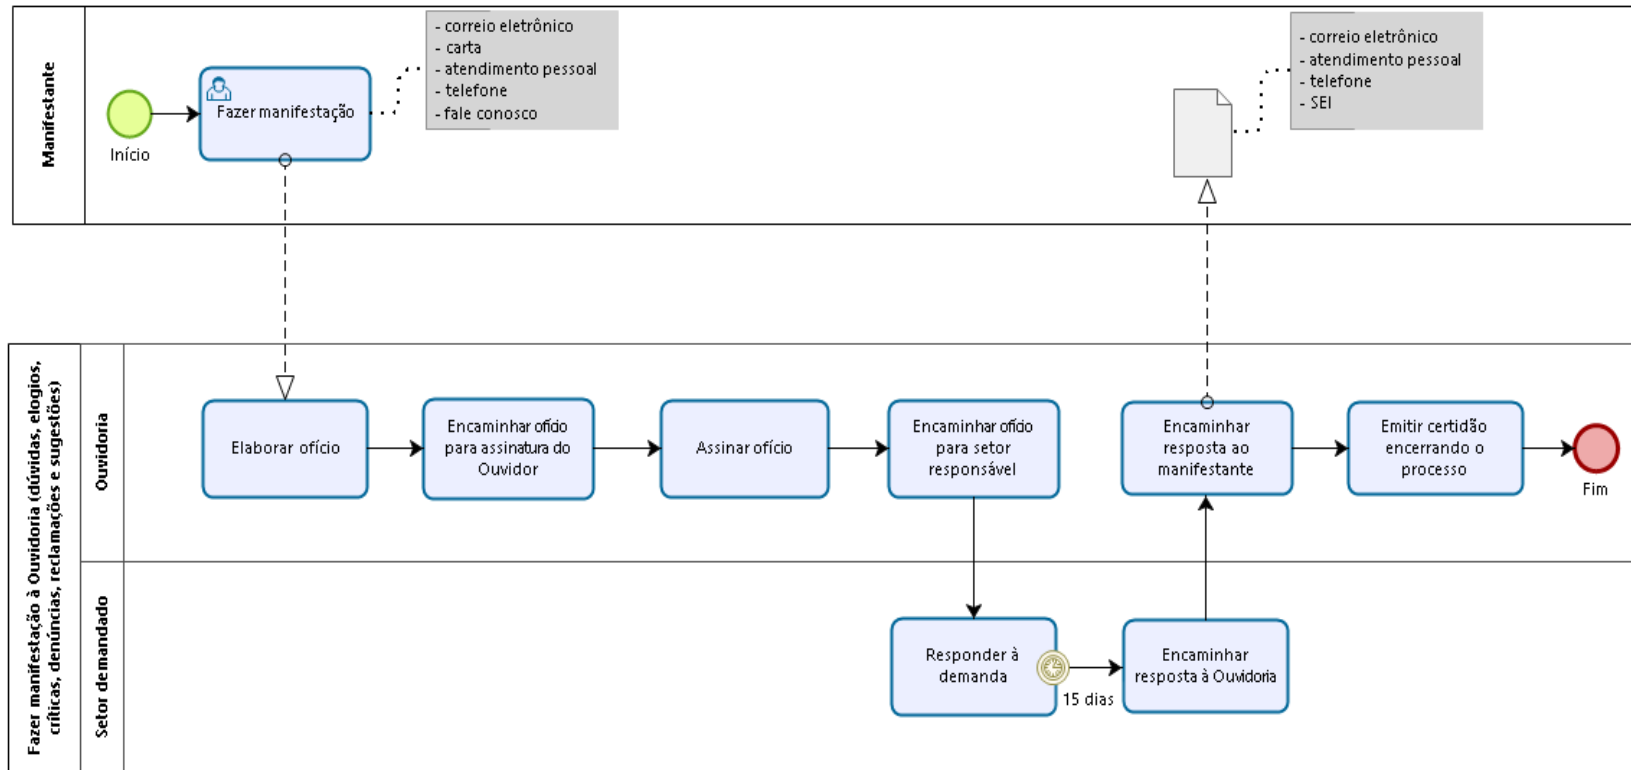 Manifestante
Início
Fazer manifestação
- correio eletrônico
- carta
- atendimento pessoal
- telefone
- fale conosco
- correio eletrônico
- atendimento pessoal
- telefone
- SEI
Fazer manifestação à Ouvidoria (dúvidas, elogios,
críticas, denúncias, reclamações e sugestões)
Ouvidoria
Elaborar ofício
Encaminhar ofício
para assinatura do
Ouvidor
Assinar ofício
Encaminhar ofício
para setor
responsável
Encaminhar
resposta ao
manifestante
Emitir certidão
encerrando o
processo
Fim
Setor demandado
Responder à
demanda
15 dias
Encaminhar
resposta à Ouvidoria